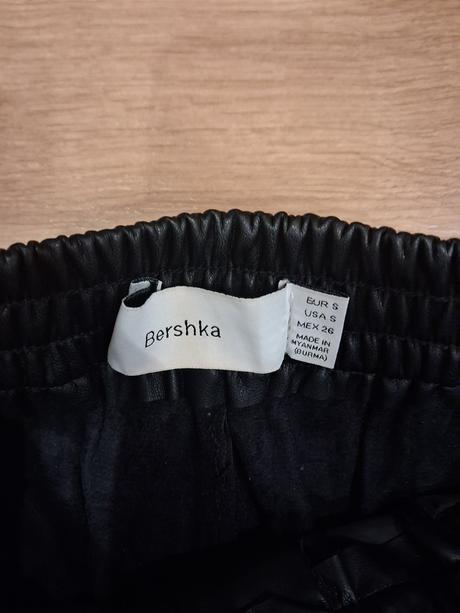 Bershka
EUR S
USA S
MEX 26
MADE IN
MYANMAR
(BURMA)